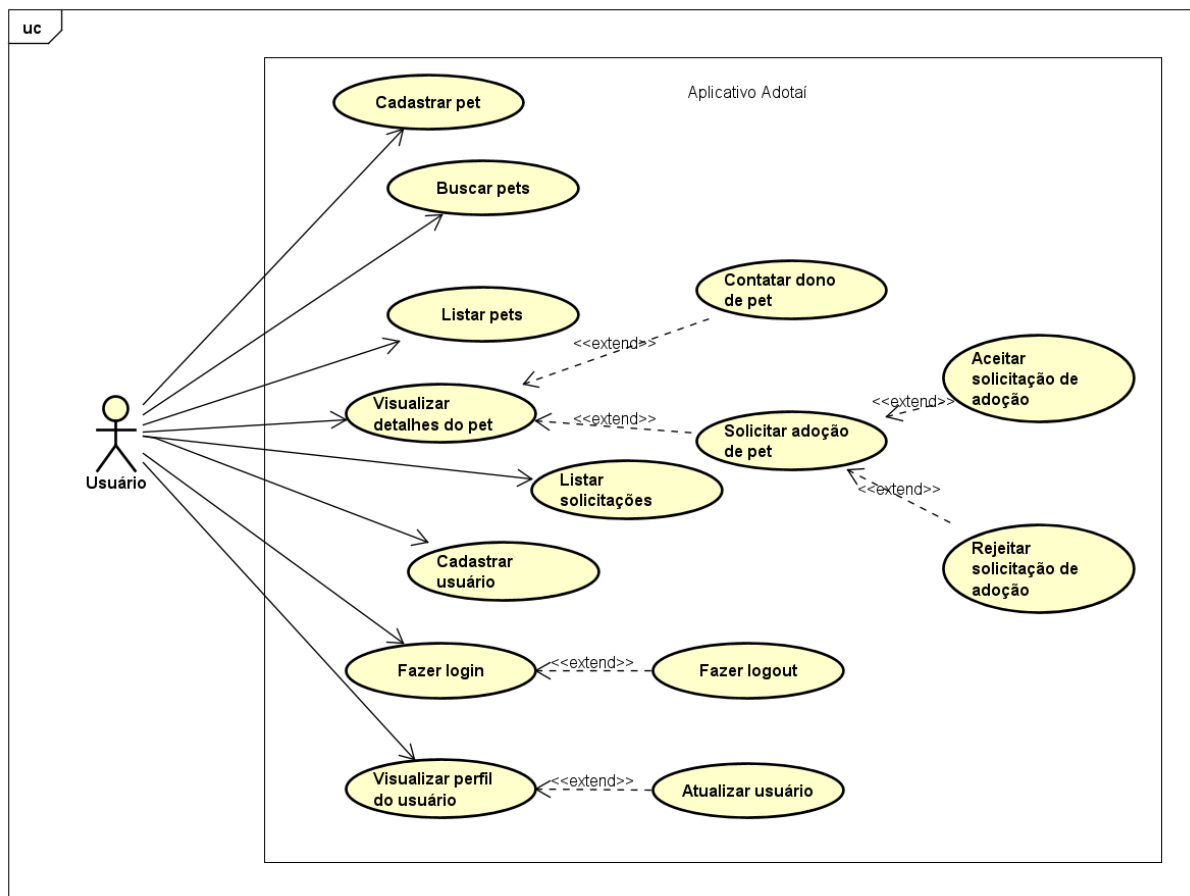 uc
Aplicativo Adotaí
Cadastrar pet
Buscar pets
Contatar dono
de pet
Listar pets
<<extend>>
Aceitar
solicitação de
adoção
Visualizar
detalhes do pet
<<extend>>
Solicitar adoção
de pet
<<extend>>
Usuário
Listar
solicitações
<<extend>>
Rejeitar
solicitação de
adoção
Cadastrar
usuário
Fazer login
<<extend>>
Fazer logout
Visualizar perfil
do usuário
<<extend>>
Atualizar usuário